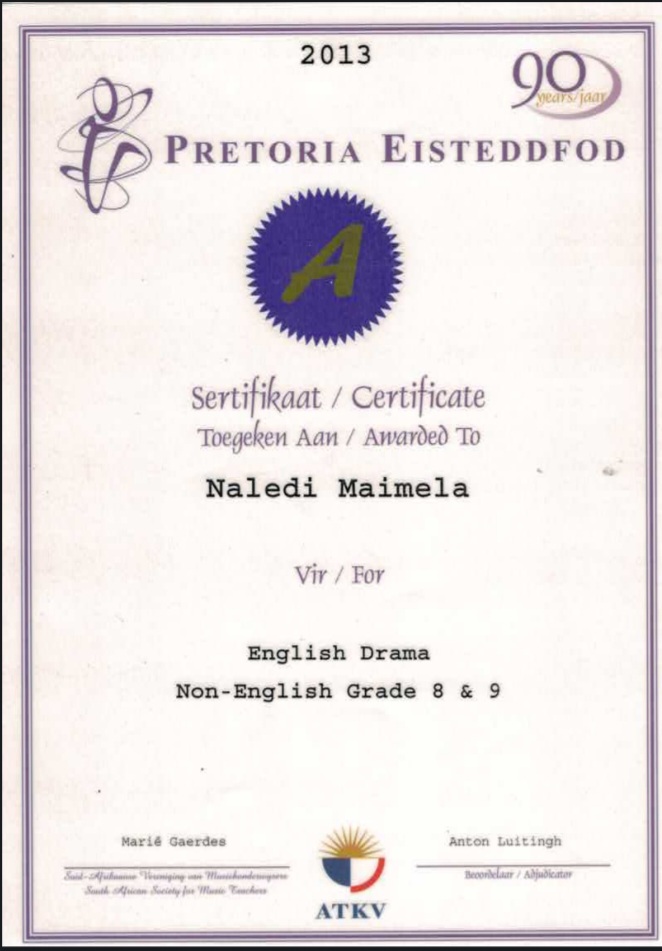 2013
90
years/jaar
PRETORIA EISTEDDFOD
A
Sertifikaat / Certificate
Toegeken Aan / Awarded To
Naledi Maimela
Vir / For
English Drama
Non-English Grade 8 & 9
Marié Gaerdes
Anton Luitingh
Suid-Afrikaanse Vereniging van Musiekonderwysers
South African Society for Music Teachers
Beoordelaar / Adjudicator
ATKV